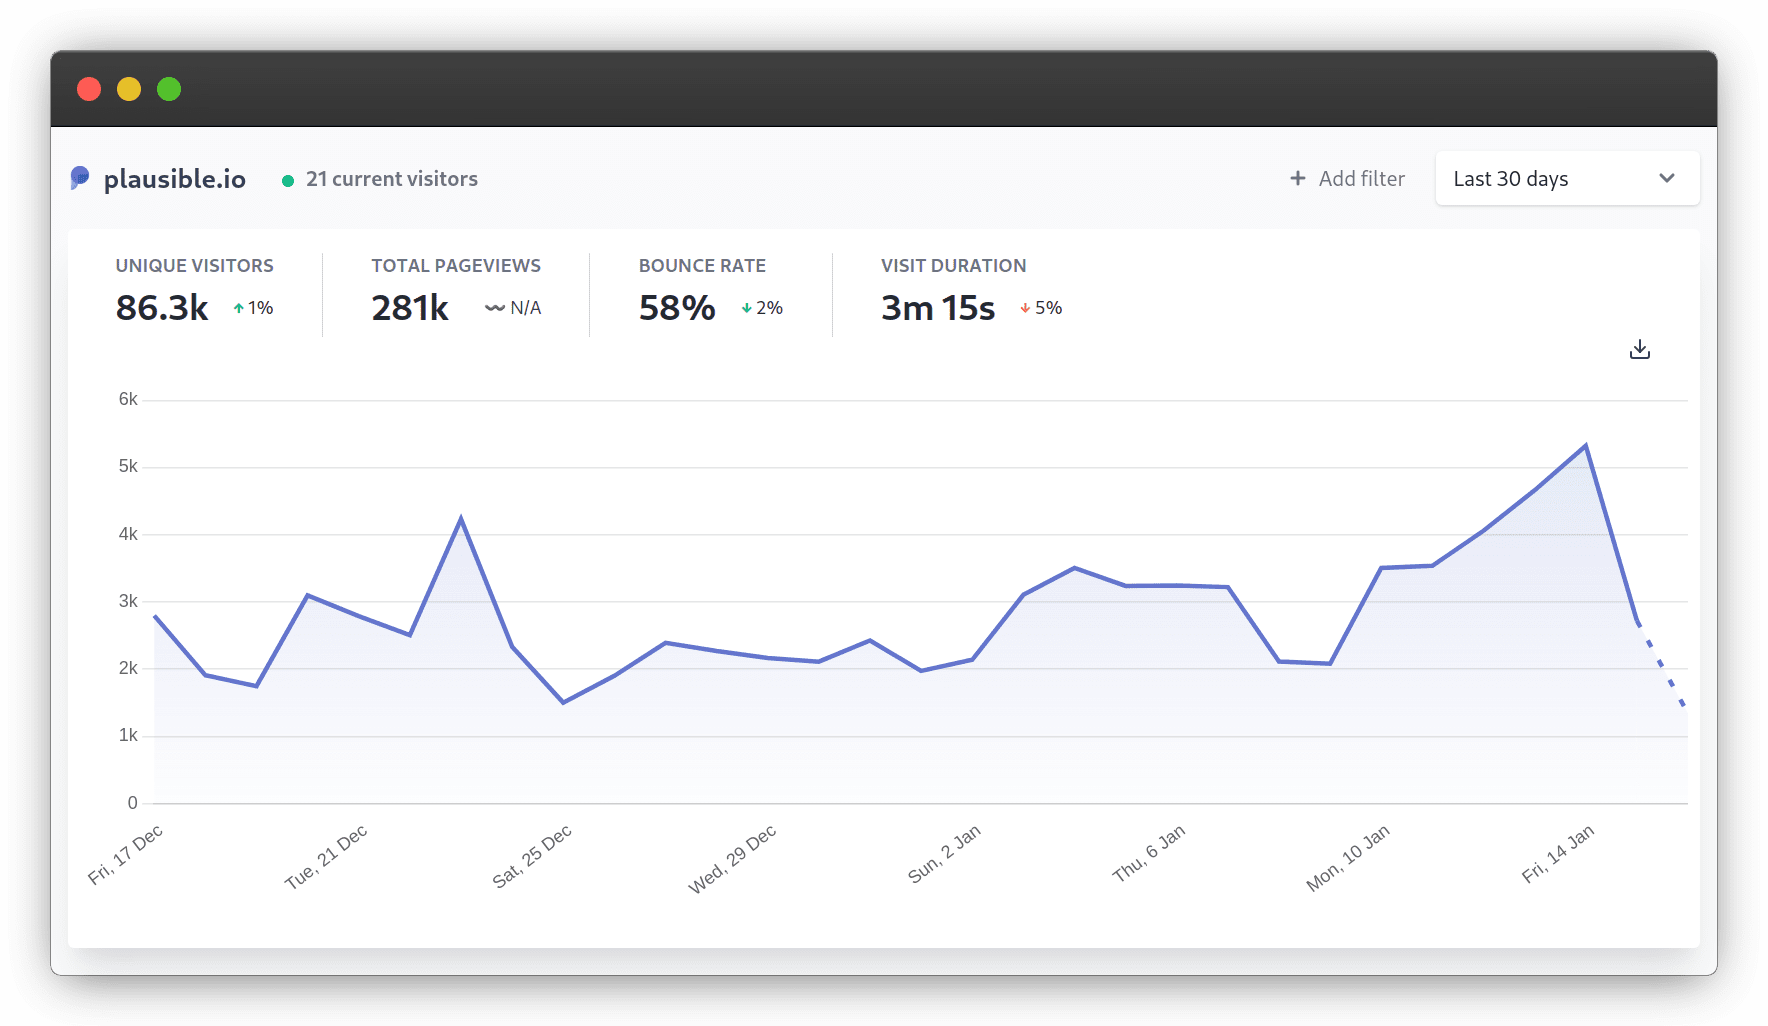 plausible.io
21 current visitors
+ Add filter
Last 30 days
UNIQUE VISITORS
86.3k
1%
TOTAL PAGEVIEWS
281k
N/A
BOUNCE RATE
58%
2%
VISIT DURATION
3m 15s
5%
6k
5k
4k
3k
2k
1k
0
Fri, 17 Dec
Tue, 21 Dec
Sat, 25 Dec
Wed, 29 Dec
Sun, 2 Jan
Thu, 6 Jan
Mon, 10 Jan
Fri, 14 Jan